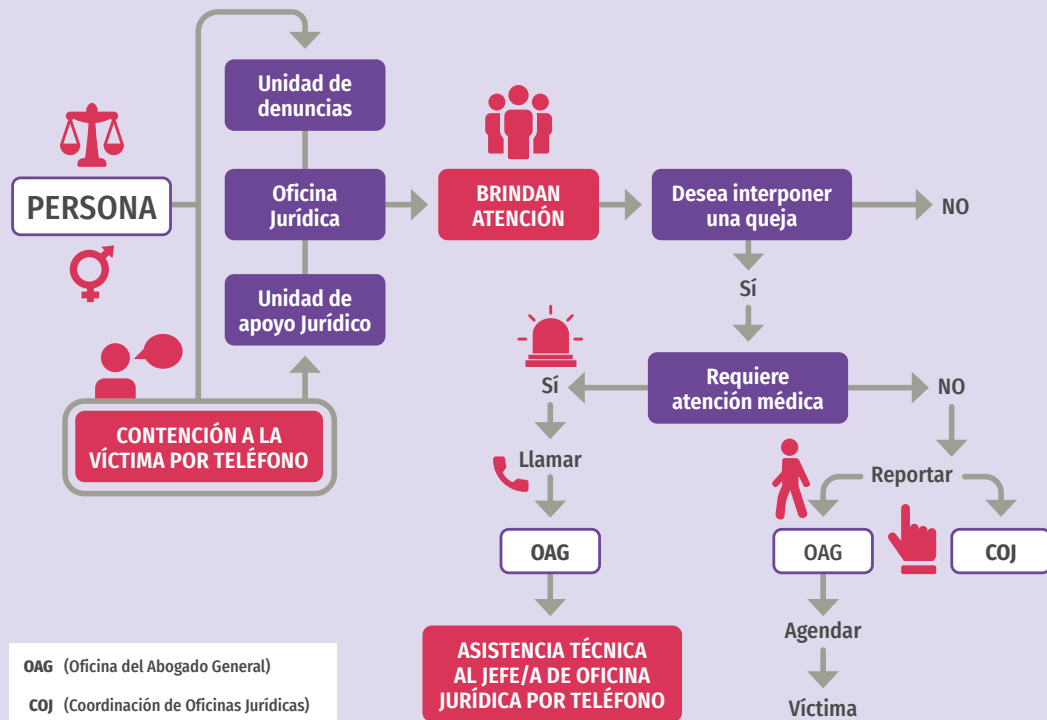 Unidad de
denuncias
PERSONA
Oficina
Jurídica
BRINDAN
ATENCIÓN
Desea interponer
una queja
NO
Sí
Unidad de
apoyo Jurídico
CONTENCIÓN A LA
VÍCTIMA POR TELÉFONO
Requiere
atención médica
Sí
NO
Llamar
Reportar
OAG
OAG
COJ
ASISTENCIA TÉCNICA
AL JEFE/A DE OFICINA
JURÍDICA POR TELÉFONO
Agendar
Víctima
OAG (Oficina del Abogado General)
COJ (Coordinación de Oficinas Jurídicas)